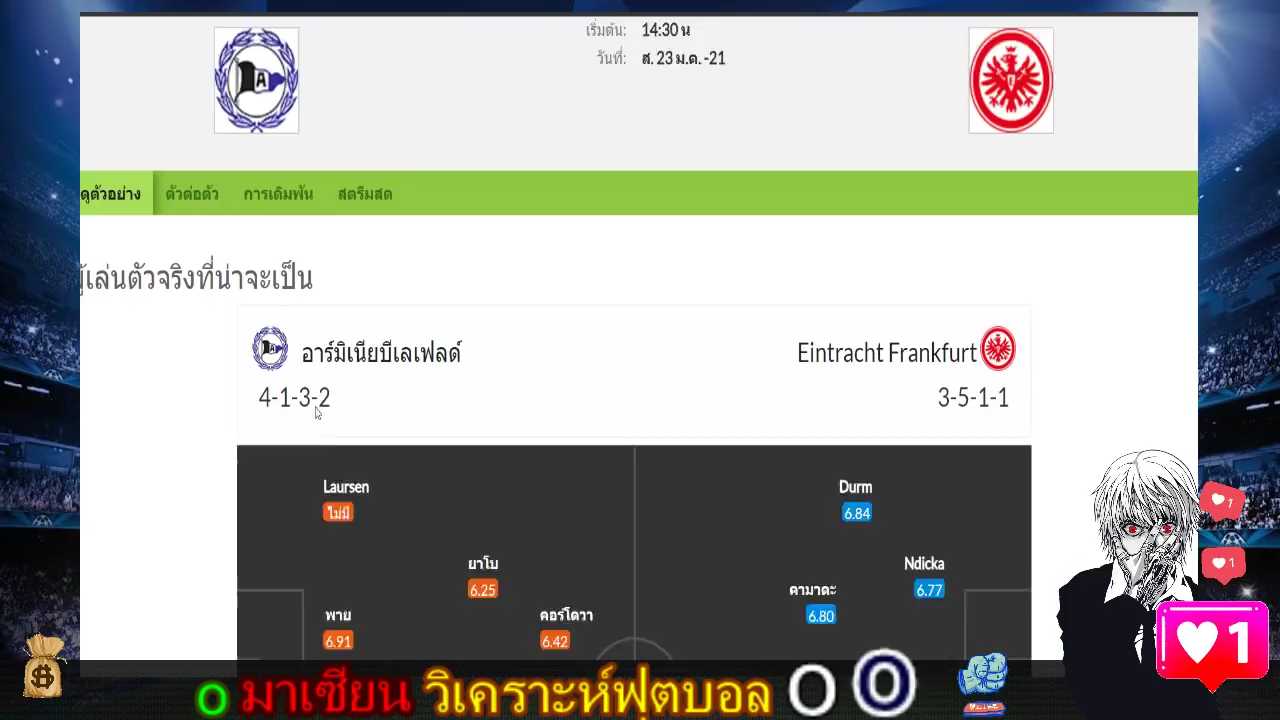 เริ่มต้น: 14:30 น
วันที่: ส. 23 ม.ค. -21
A
ดูตัวอย่าง ตัวต่อตัว การเดิมพัน สตรีมสด
ผู้เล่นตัวจริงที่น่าจะเป็น
อาร์มิเนียบีเลเฟลด์ Eintracht Frankfurt
4-1-3-2 3-5-1-1
Laursen Durm
ไม่มี 6.84
ยาโบ Ndicka
6.25 6.77
คามาดะ
6.80
พาย คอร์โดวา
6.91 6.42
1
1
1
$
o มาเซียน วิเคราะห์ฟุตบอล O O